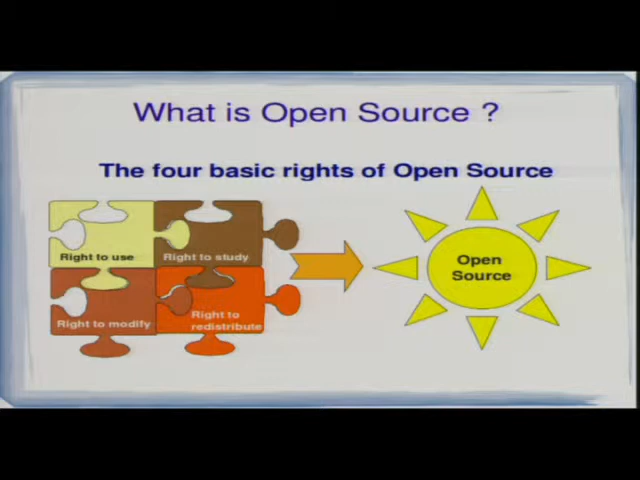 What is Open Source ?
The four basic rights of Open Source
Right to use
Right to study
Right to modify
Right to
redistribute
Open
Source